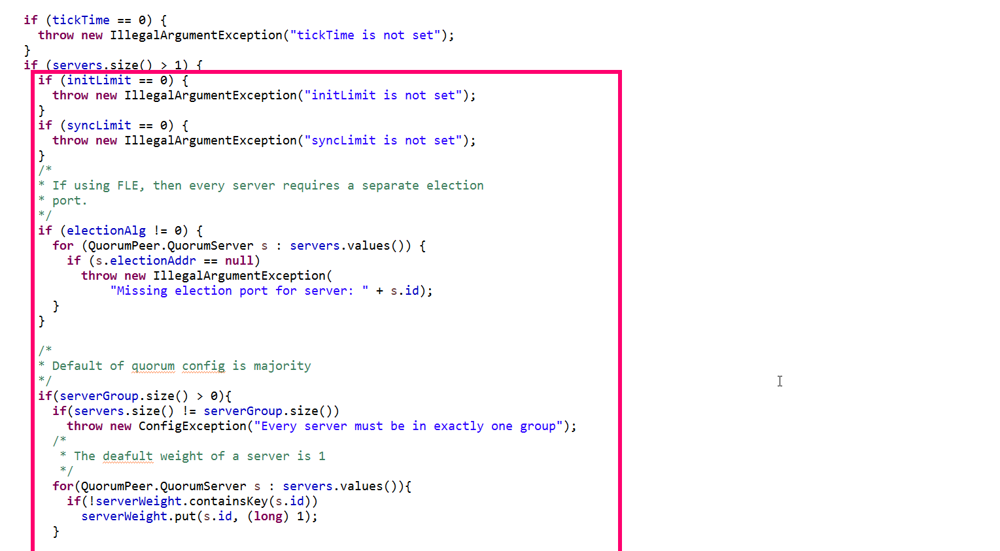 if (tickTime == 0) {
throw new IllegalArgumentException("tickTime is not set");
}
if (servers.size() > 1) {
if (initLimit == 0) {
throw new IllegalArgumentException("initLimit is not set");
}
if (syncLimit == 0) {
throw new IllegalArgumentException("syncLimit is not set");
}
/*
* If using FLE, then every server requires a separate election
* port.
*/
if (electionAlg != 0) {
for (QuorumPeer.QuorumServer s : servers.values()) {
if (s.electionAddr == null)
throw new IllegalArgumentException(
"Missing election port for server: " + s.id);
}
}
/*
* Default of quorum config is majority
*/
if(serverGroup.size() > 0){
if(servers.size() != serverGroup.size())
throw new ConfigException("Every server must be in exactly one group");
/*
* The deafult weight of a server is 1
*/
for(QuorumPeer.QuorumServer s : servers.values()){
if(!serverWeight.containsKey(s.id))
serverWeight.put(s.id, (long) 1);
}